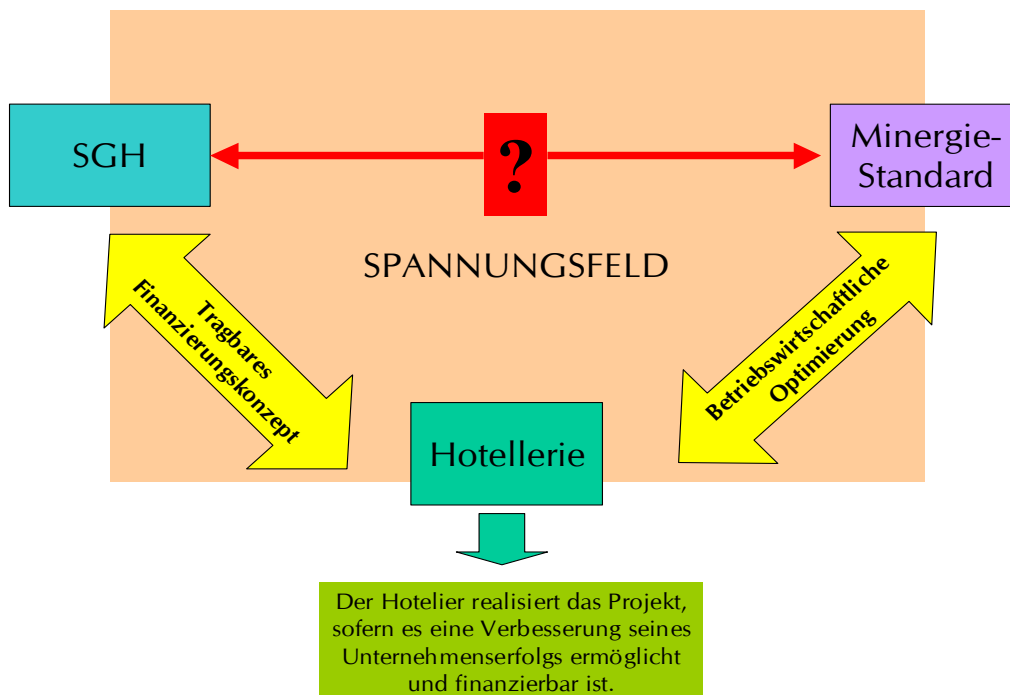 SGH
?
Minergie-
Standard
SPANNUNGSFELD
Tragbares
Finanzierungskonzept
Betriebswirtschaftliche
Optimierung
Hotellerie
Der Hotelier realisiert das Projekt,
sofern es eine Verbesserung seines
Unternehmenserfolgs ermöglicht
und finanzierbar ist.